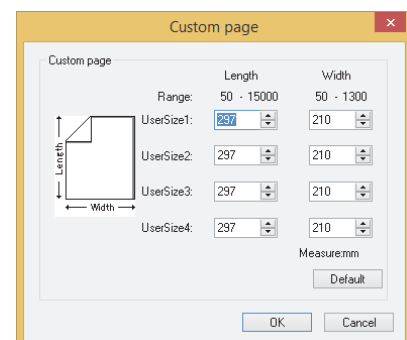 Custom page
×
Custom page
Length Width
Range: 50 - 15000 50 - 1300
UserSize1: 297 210
UserSize2: 297 210
UserSize3: 297 210
UserSize4: 297 210
Length
Width
Measure:mm
Default
OK Cancel